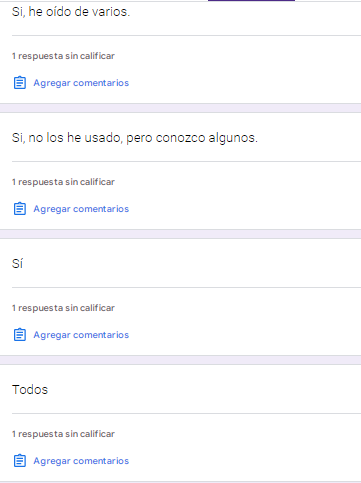 Si, he oído de varios.
1 respuesta sin calificar
Agregar comentarios
Si, no los he usado, pero conozco algunos.
1 respuesta sin calificar
Agregar comentarios
Sí
1 respuesta sin calificar
Agregar comentarios
Todos
1 respuesta sin calificar
Agregar comentarios